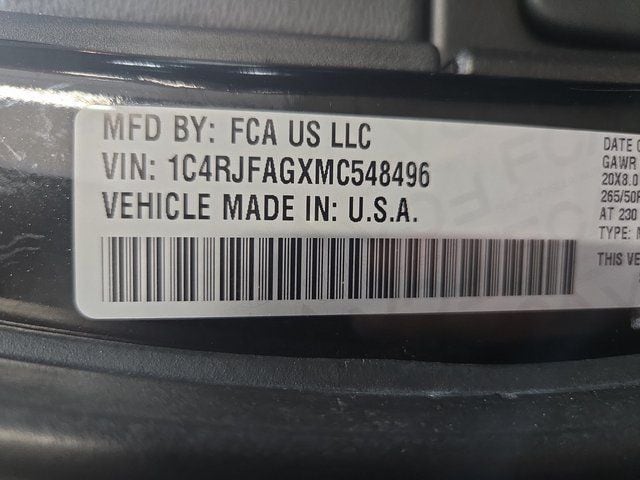 MFD BY: FCA US LLC
VIN: 1C4RJFAGXMC548496
VEHICLE MADE IN: U.S.A.
DATE O
GAWR
20X8.0
265/50R
AT 230
TYPE:
THIS VE